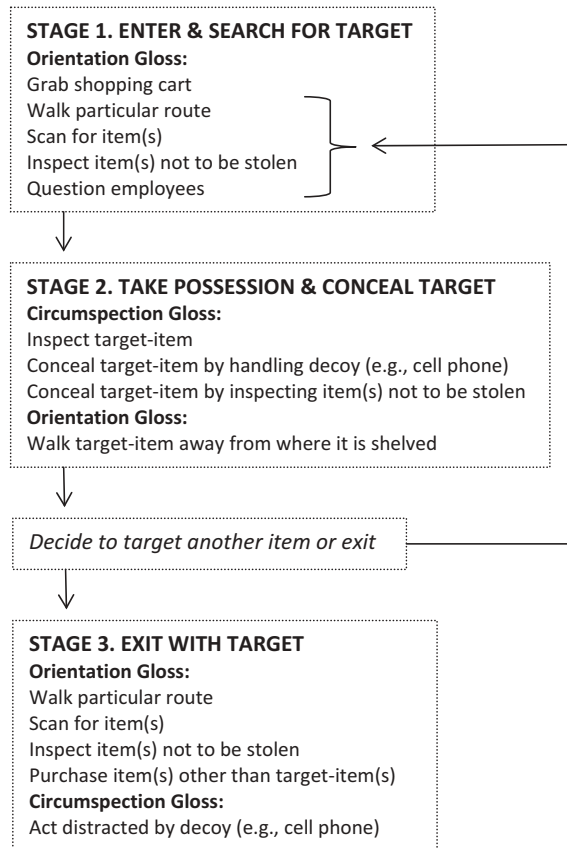 STAGE 1. ENTER & SEARCH FOR TARGET
Orientation Gloss:
Grab shopping cart
Walk particular route
Scan for item(s)
Inspect item(s) not to be stolen
Question employees
STAGE 2. TAKE POSSESSION & CONCEAL TARGET
Circumspection Gloss:
Inspect target-item
Conceal target-item by handling decoy (e.g., cell phone)
Conceal target-item by inspecting item(s) not to be stolen
Orientation Gloss:
Walk target-item away from where it is shelved
Decide to target another item or exit
STAGE 3. EXIT WITH TARGET
Orientation Gloss:
Walk particular route
Scan for item(s)
Inspect item(s) not to be stolen
Purchase item(s) other than target-item(s)
Circumspection Gloss:
Act distracted by decoy (e.g., cell phone)